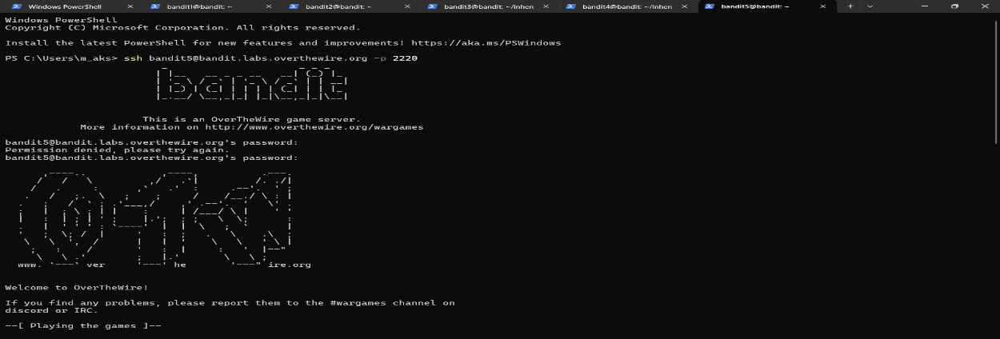 Windows PowerShell
bandit1@bandit: ~
bandit2@bandit: ~
bandit3@bandit: ~/inher
bandit4@bandit: ~/inher
bandit5@bandit: ~
Windows PowerShell
Copyright (C) Microsoft Corporation. All rights reserved.
Install the latest PowerShell for new features and improvements! https://aka.ms/PSWindows
PS C:\Users\m_aks> ssh bandit5@bandit.labs.overthewire.org -p 2220
bandit
This is an OverTheWire game server.
More information on http://www.overthewire.org/wargames
bandit5@bandit.labs.overthewire.org's password:
Permission denied, please try again.
bandit5@bandit.labs.overthewire.org's password:
www. ver he ire.org
Welcome to OverTheWire!
If you find any problems, please report them to the #wargames channel on
discord or IRC.
--[ Playing the games ]--